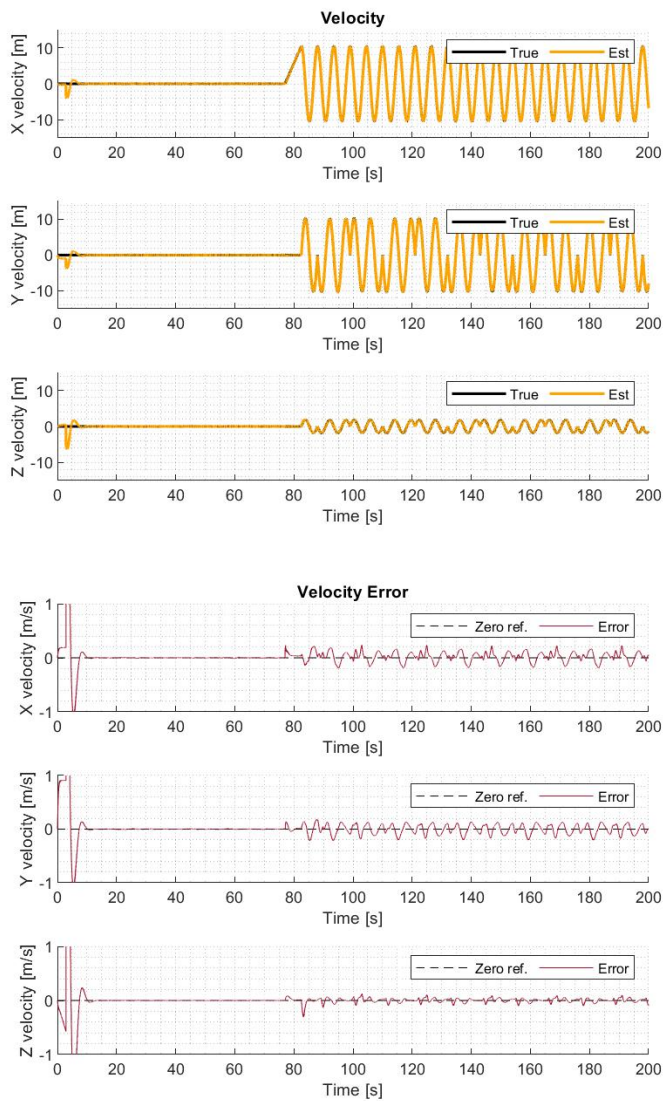 Velocity
X velocity [m]
10
0
-10
True
Est
0 20 40 60 80 100 120 140 160 180 200
Time [s]
Y velocity [m]
10
0
-10
True
Est
0 20 40 60 80 100 120 140 160 180 200
Time [s]
Z velocity [m]
10
0
-10
True
Est
0 20 40 60 80 100 120 140 160 180 200
Time [s]
Velocity Error
X velocity [m/s]
1
0
-1
Zero ref.
Error
0 20 40 60 80 100 120 140 160 180 200
Time [s]
Y velocity [m/s]
1
0
-1
Zero ref.
Error
0 20 40 60 80 100 120 140 160 180 200
Time [s]
Z velocity [m/s]
1
0
-1
Zero ref.
Error
0 20 40 60 80 100 120 140 160 180 200
Time [s]